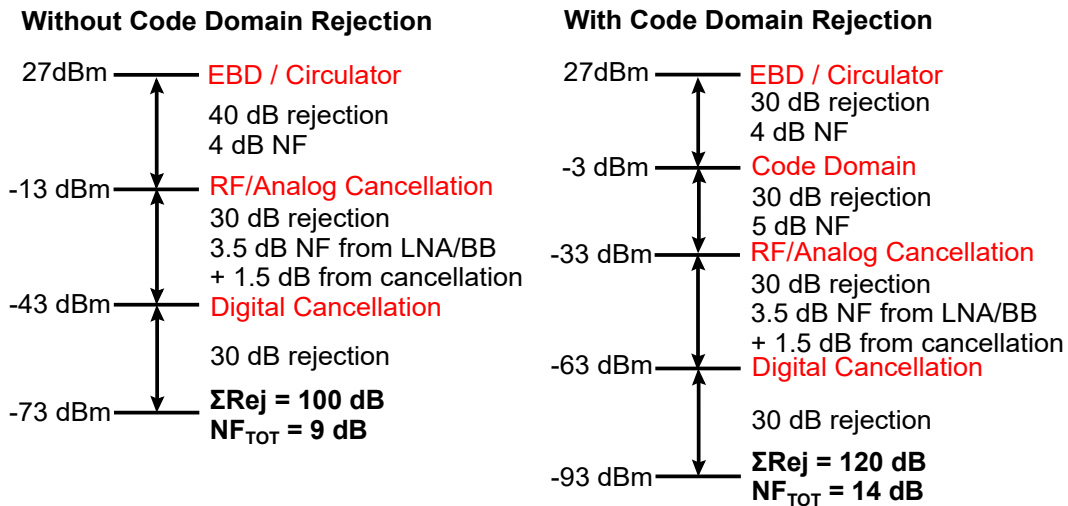 Without Code Domain Rejection
27dBm
EBD / Circulator
40 dB rejection
4 dB NF
-13 dBm
RF/Analog Cancellation
30 dB rejection
3.5 dB NF from LNA/BB
+ 1.5 dB from cancellation
-43 dBm
Digital Cancellation
30 dB rejection
-73 dBm
ΣRej = 100 dB
NFTOT = 9 dB
With Code Domain Rejection
27dBm
EBD / Circulator
30 dB rejection
4 dB NF
-3 dBm
Code Domain
30 dB rejection
5 dB NF
-33 dBm
RF/Analog Cancellation
30 dB rejection
3.5 dB NF from LNA/BB
+ 1.5 dB from cancellation
-63 dBm
Digital Cancellation
30 dB rejection
-93 dBm
ΣRej = 120 dB
NFTOT = 14 dB